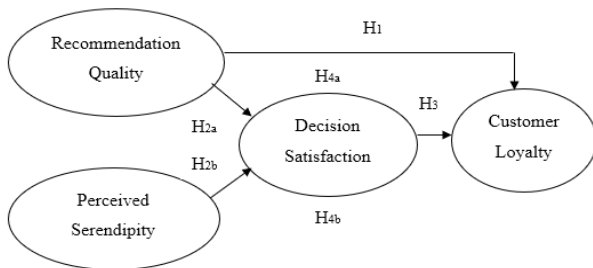 Recommendation
Quality
H1
H4a
H2a
H3
Decision
Satisfaction
Customer
Loyalty
H2b
Perceived
Serendipity
H4b